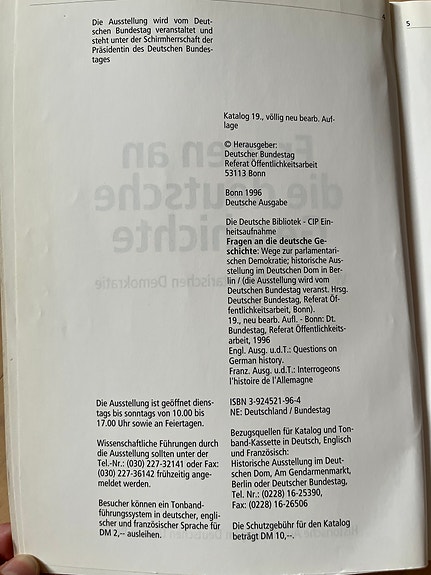 4
5
Die Ausstellung wird vom Deut-
schen Bundestag veranstaltet und
steht unter der Schirmherrschaft der
Präsidentin des Deutschen Bundes-
tages
Katalog 19., völlig neu bearb. Auf-
lage
© Herausgeber:
Deutscher Bundestag
Referat Öffentlichkeitsarbeit
53113 Bonn
Bonn 1996
Deutsche Ausgabe
Die Deutsche Bibliotek - CIP Ein-
heitsaufnahme
Fragen an die deutsche Ge-
schichte: Wege zur parlamentari-
schen Demokratie; historische Aus-
stellung im Deutschen Dom in Ber-
lin / (die Ausstellung wird vom
Deutscher Bundestag veranst. Hrsg.
Deutscher Bundestag, Referat Öf-
fentlichkeitsarbeit, Bonn).
19., neu bearb. Aufl. - Bonn: Dt.
Bundestag, Referat Öffentlichkeits-
arbeit, 1996
Engl. Ausg. u.d.T.: Questions on
German history.
Franz. Ausg. u.d.T.: Interrogeons
l'histoire de l'Allemagne
ISBN 3-924521-96-4
NE: Deutschland / Bundestag
Bezugsquellen für Katalog und Ton-
band-Kassette in Deutsch, Englisch
und Französisch:
Historische Ausstellung im Deut-
schen Dom, Am Gendarmenmarkt,
Berlin oder Deutscher Bundestag,
Tel. Nr.: (0228) 16-25390,
Fax: (0228) 16-26506
Die Schutzgebühr für den Katalog
beträgt DM 10,--.
Die Ausstellung ist geöffnet diens-
tags bis sonntags von 10.00 bis
17.00 Uhr sowie an Feiertagen.
Wissenschaftliche Führungen durch
die Ausstellung sollten unter der
Tel.-Nr.: (030) 227-32141 oder Fax:
(030) 227-36142 frühzeitig ange-
meldet werden.
Besucher können ein Tonband-
führungssystem in deutscher, engli-
scher und französischer Sprache für
DM 2,-- ausleihen.